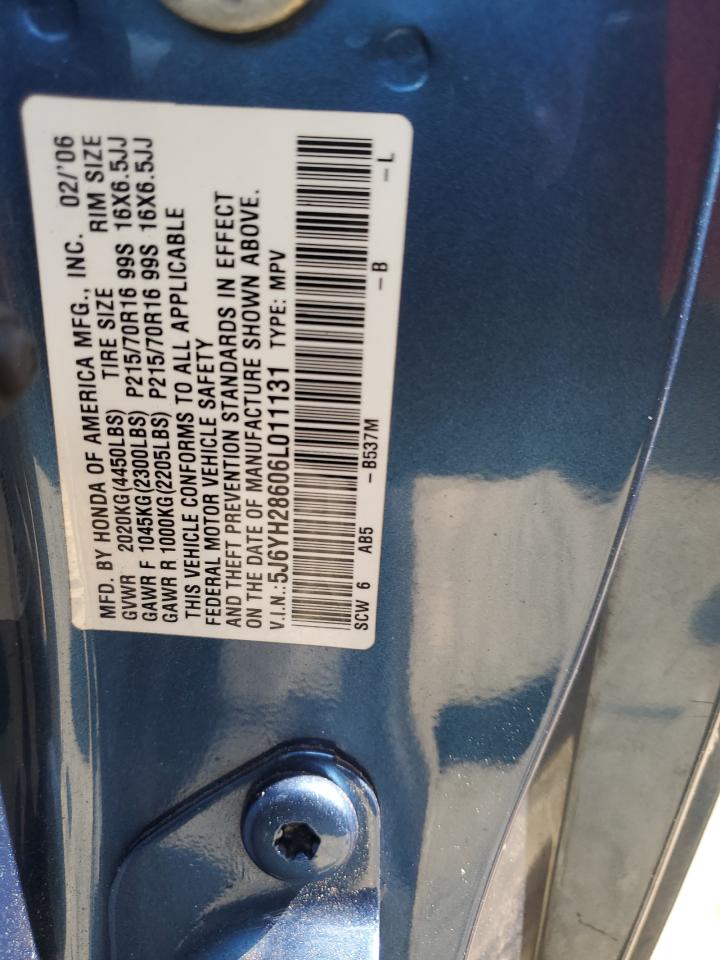 MFD. BY HONDA OF AMERICA MFG., INC. 02/'06
GVWR 2020KG(4450LBS) TIRE SIZE RIM SIZE
GAWR F 1045KG(2300LBS) P215/70R16 99S 16X6.5JJ
GAWR R 1000KG(2205LBS) P215/70R16 99S 16X6.5JJ
THIS VEHICLE CONFORMS TO ALL APPLICABLE
FEDERAL MOTOR VEHICLE SAFETY
AND THEFT PREVENTION STANDARDS IN EFFECT
ON THE DATE OF MANUFACTURE SHOWN ABOVE.
V.I.N.:5J6YH28606L011131 TYPE: MPV
SCW 6 AB5 -B537M -B -L